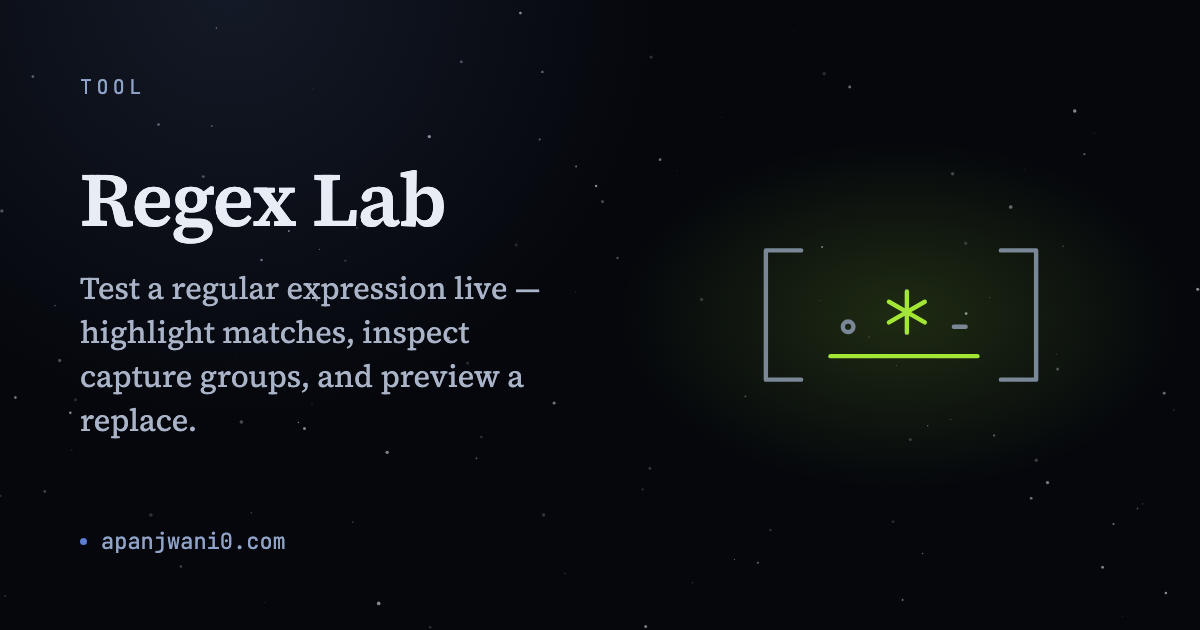 TOOL
Regex Lab
Test a regular expression live —
highlight matches, inspect
capture groups, and preview a
replace.
• apanjwani0.com
[ ∘ * - ]